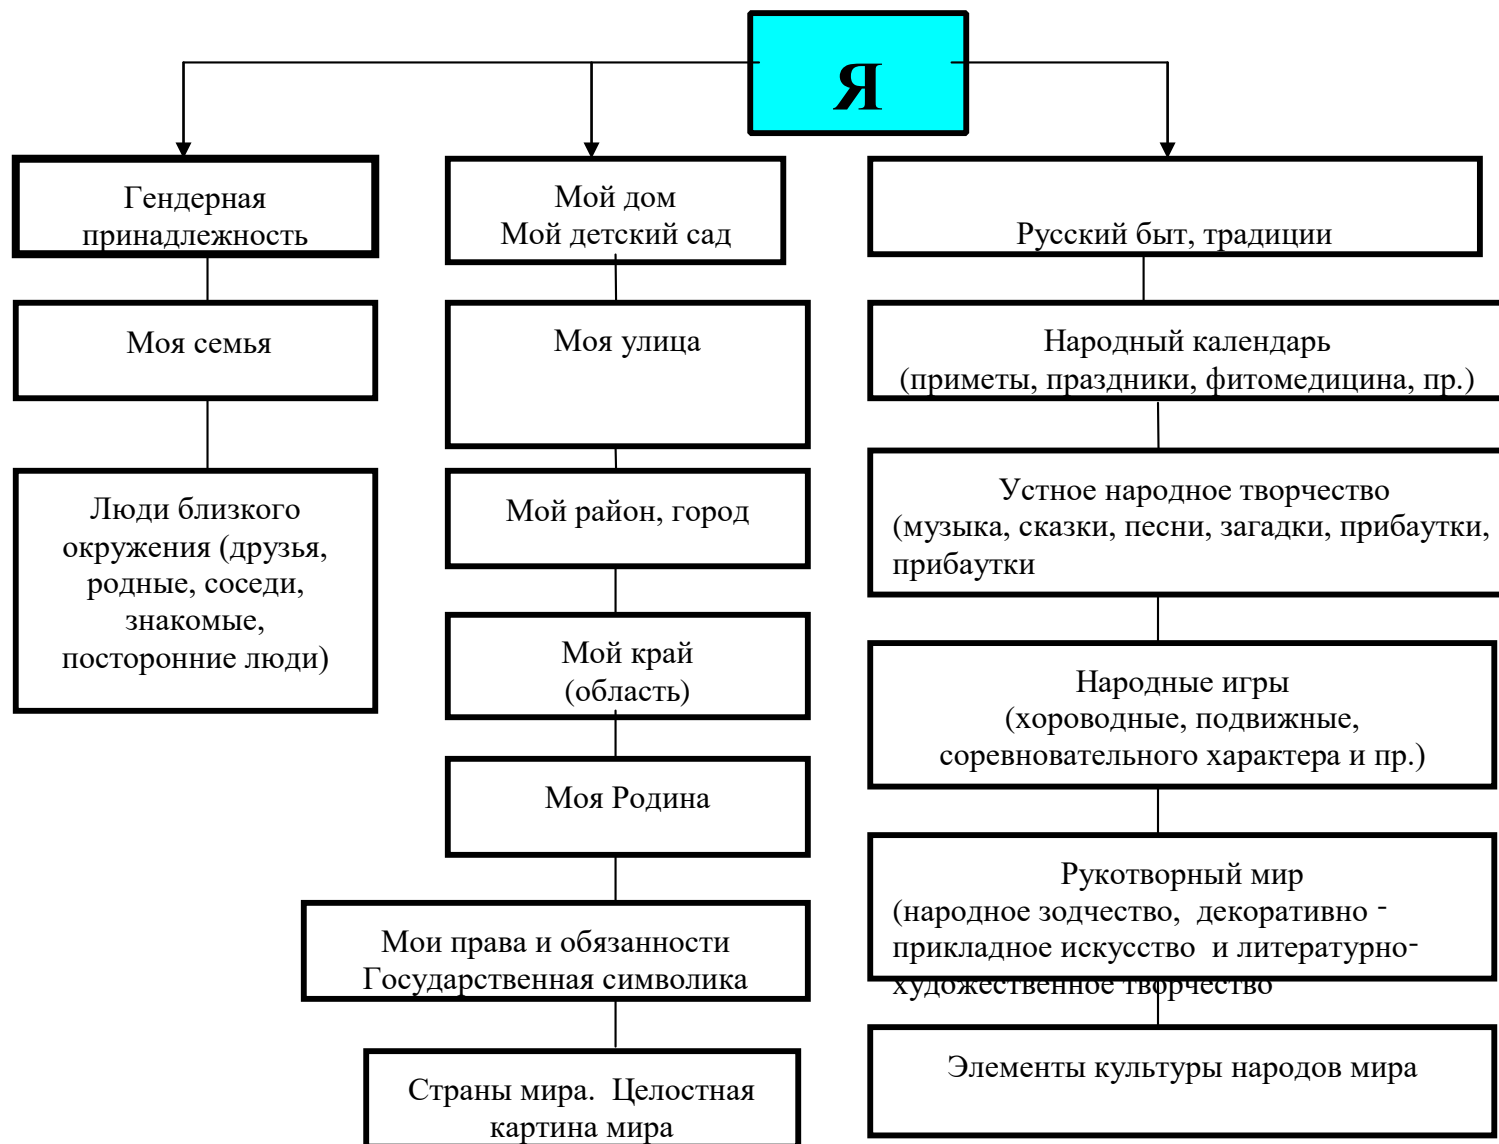 Я
Гендерная
принадлежность
Моя семья
Люди близкого
окружения (друзья,
родные, соседи,
знакомые,
посторонние люди)
Мой дом
Мой детский сад
Моя улица
Мой район, город
Мой край
(область)
Моя Родина
Мои права и обязанности
Государственная символика
Страны мира. Целостная
картина мира
Русский быт, традиции
Народный календарь
(приметы, праздники, фитомедицина, пр.)
Устное народное творчество
(музыка, сказки, песни, загадки, прибаутки,
прибаутки
Народные игры
(хороводные, подвижные,
соревновательного характера и пр.)
Рукотворный мир
(народное зодчество, декоративно -
прикладное искусство и литературно-
художественное творчество
Элементы культуры народов мира